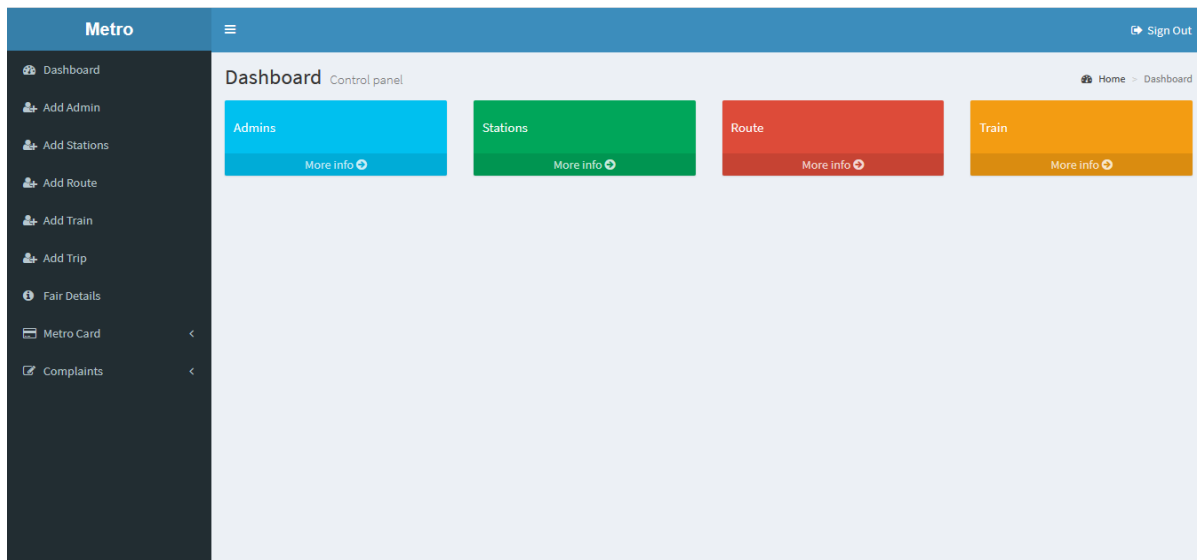 Metro
Sign Out
Dashboard
Add Admin
Add Stations
Add Route
Add Train
Add Trip
Fair Details
Metro Card
Complaints
Dashboard Control panel
Home > Dashboard
Admins
More info
Stations
More info
Route
More info
Train
More info